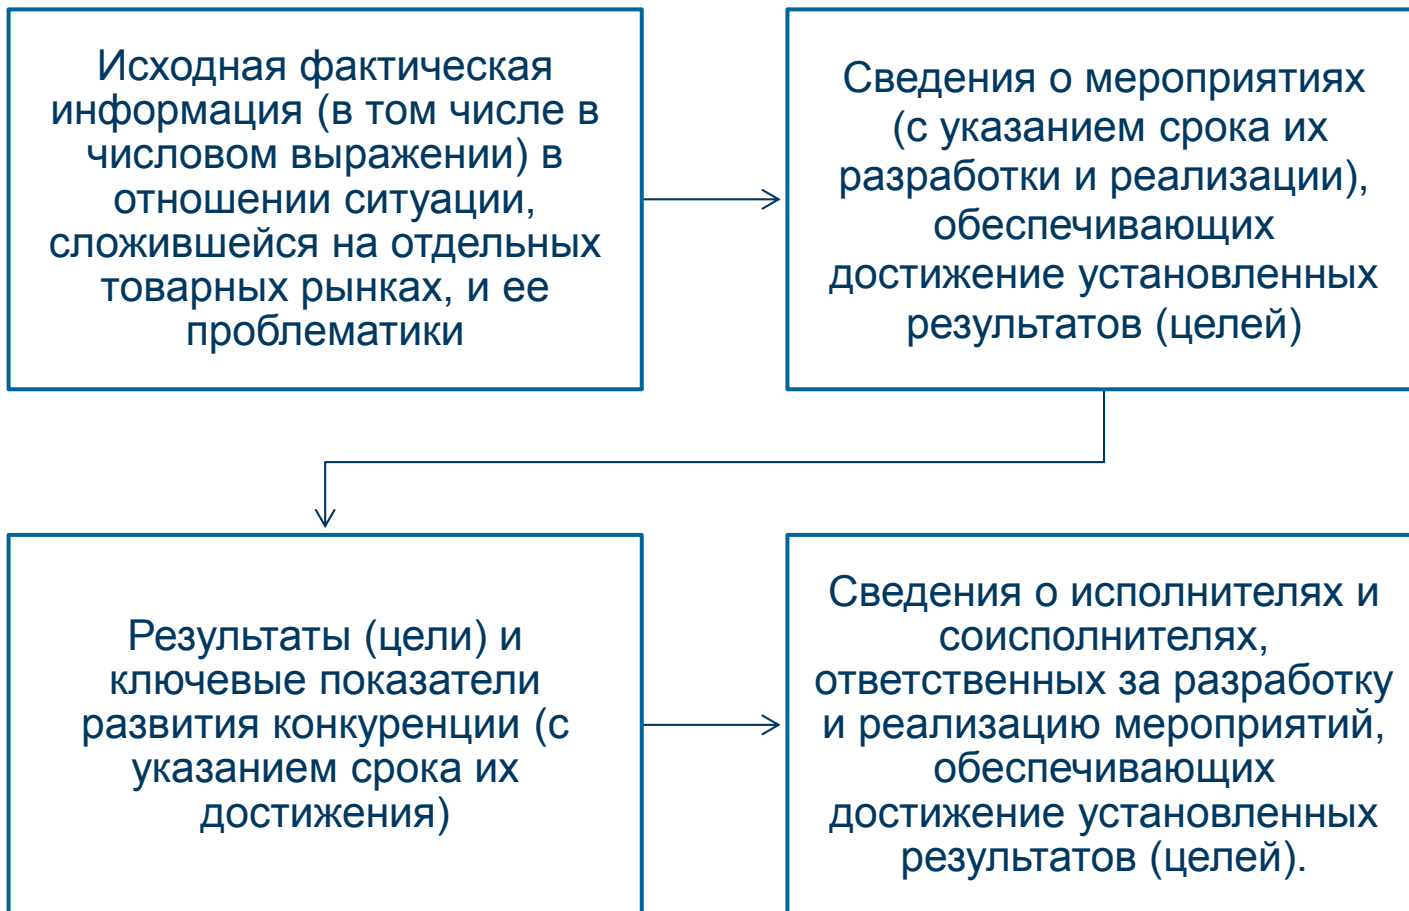 Исходная фактическая
информация (в том числе в
числовом выражении) в
отношении ситуации,
сложившейся на отдельных
товарных рынках, и ее
проблематики
Сведения о мероприятиях
(с указанием срока их
разработки и реализации),
обеспечивающих
достижение установленных
результатов (целей)
Результаты (цели) и
ключевые показатели
развития конкуренции (с
указанием срока их
достижения)
Сведения о исполнителях и
соисполнителях,
ответственных за разработку
и реализацию мероприятий,
обеспечивающих
достижение установленных
результатов (целей).